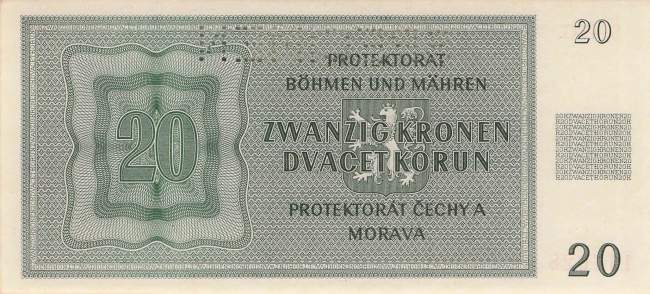 20
PROTEKTORAT
BÖHMEN UND MÄHREN
20
ZWANZIG KRONEN
DVACET KORUN
PROTEKTORÁT ČECHY A
MORAVA
20